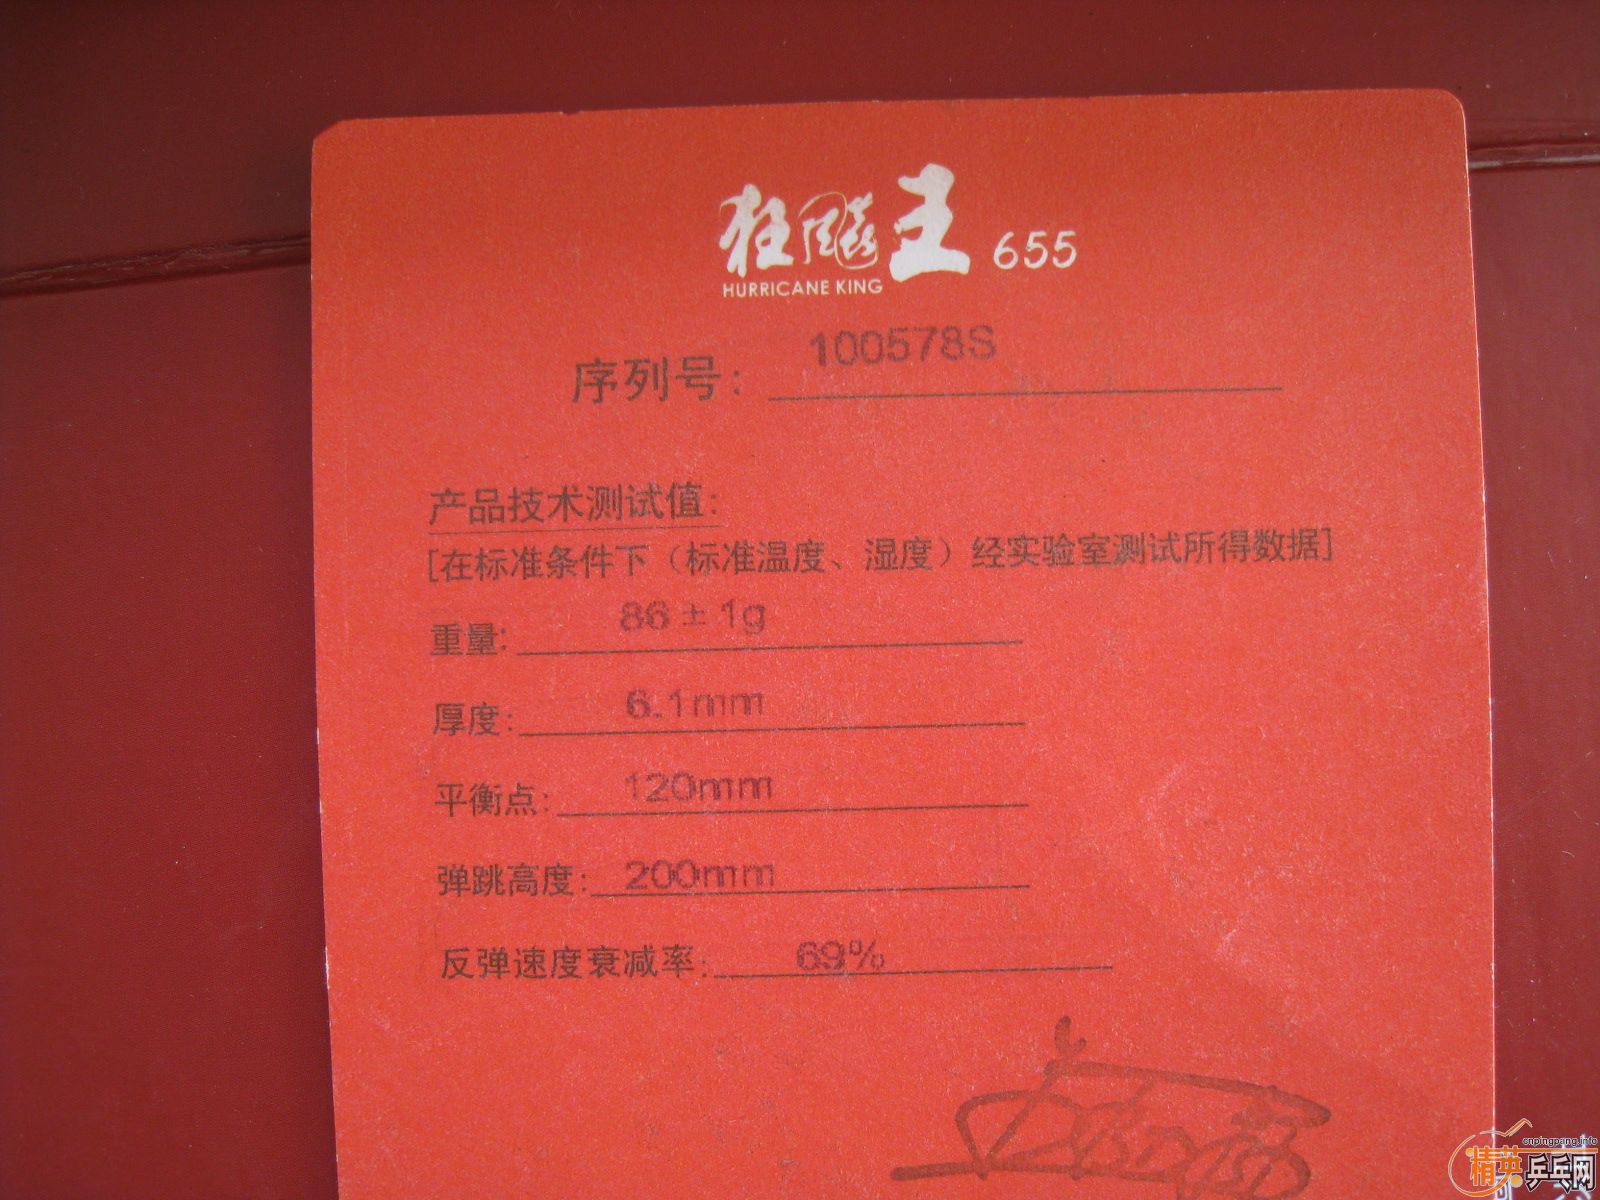 狂飚王 655
HURRICANE KING
序列号: 100578S
产品技术测试值:
[在标准条件下（标准温度、湿度）经实验室测试所得数据]
重量: 86±1g
厚度: 6.1mm
平衡点: 120mm
弹跳高度: 200mm
反弹速度衰减率: 69%
cnpingpang.info
精英乒乓网